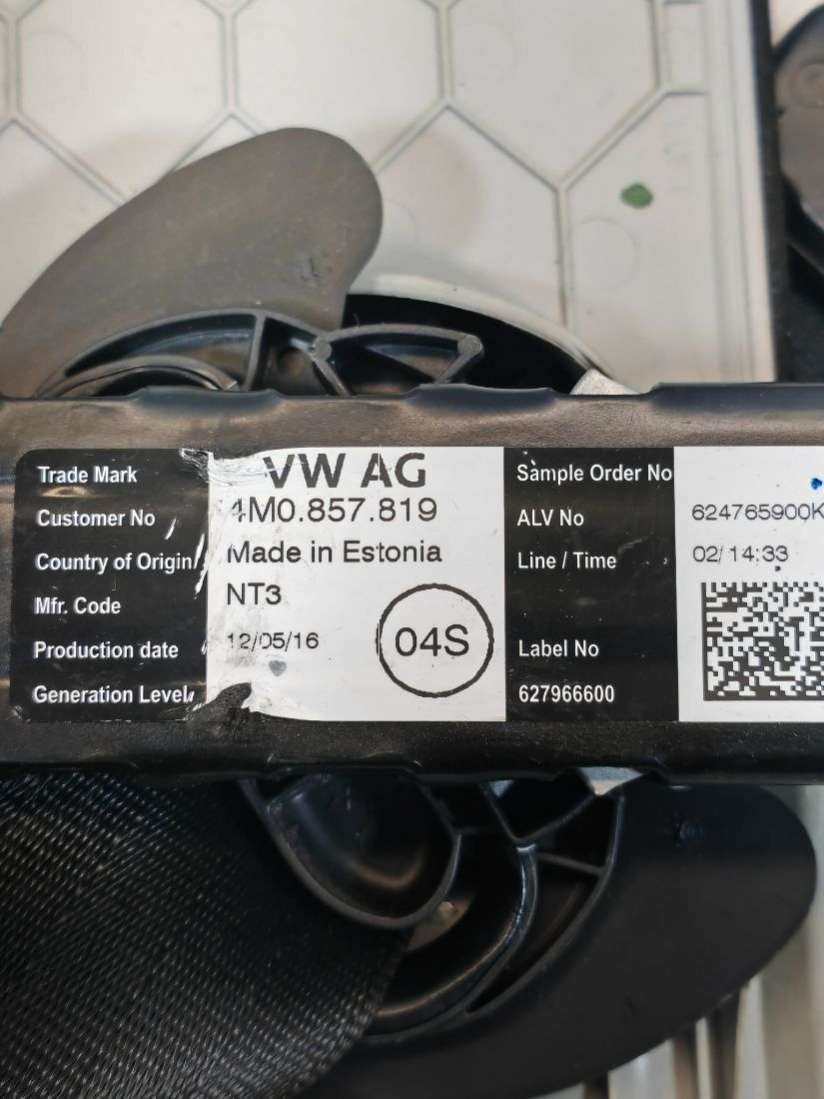 Trade Mark
VW AG
Customer No
4M0.857.819
Country of Origin
Made in Estonia
Mfr. Code
NT3
Production date
12/05/16
04S
Generation Level
Sample Order No
ALV No
624765900K
Line / Time
02/14:33
Label No
627966600